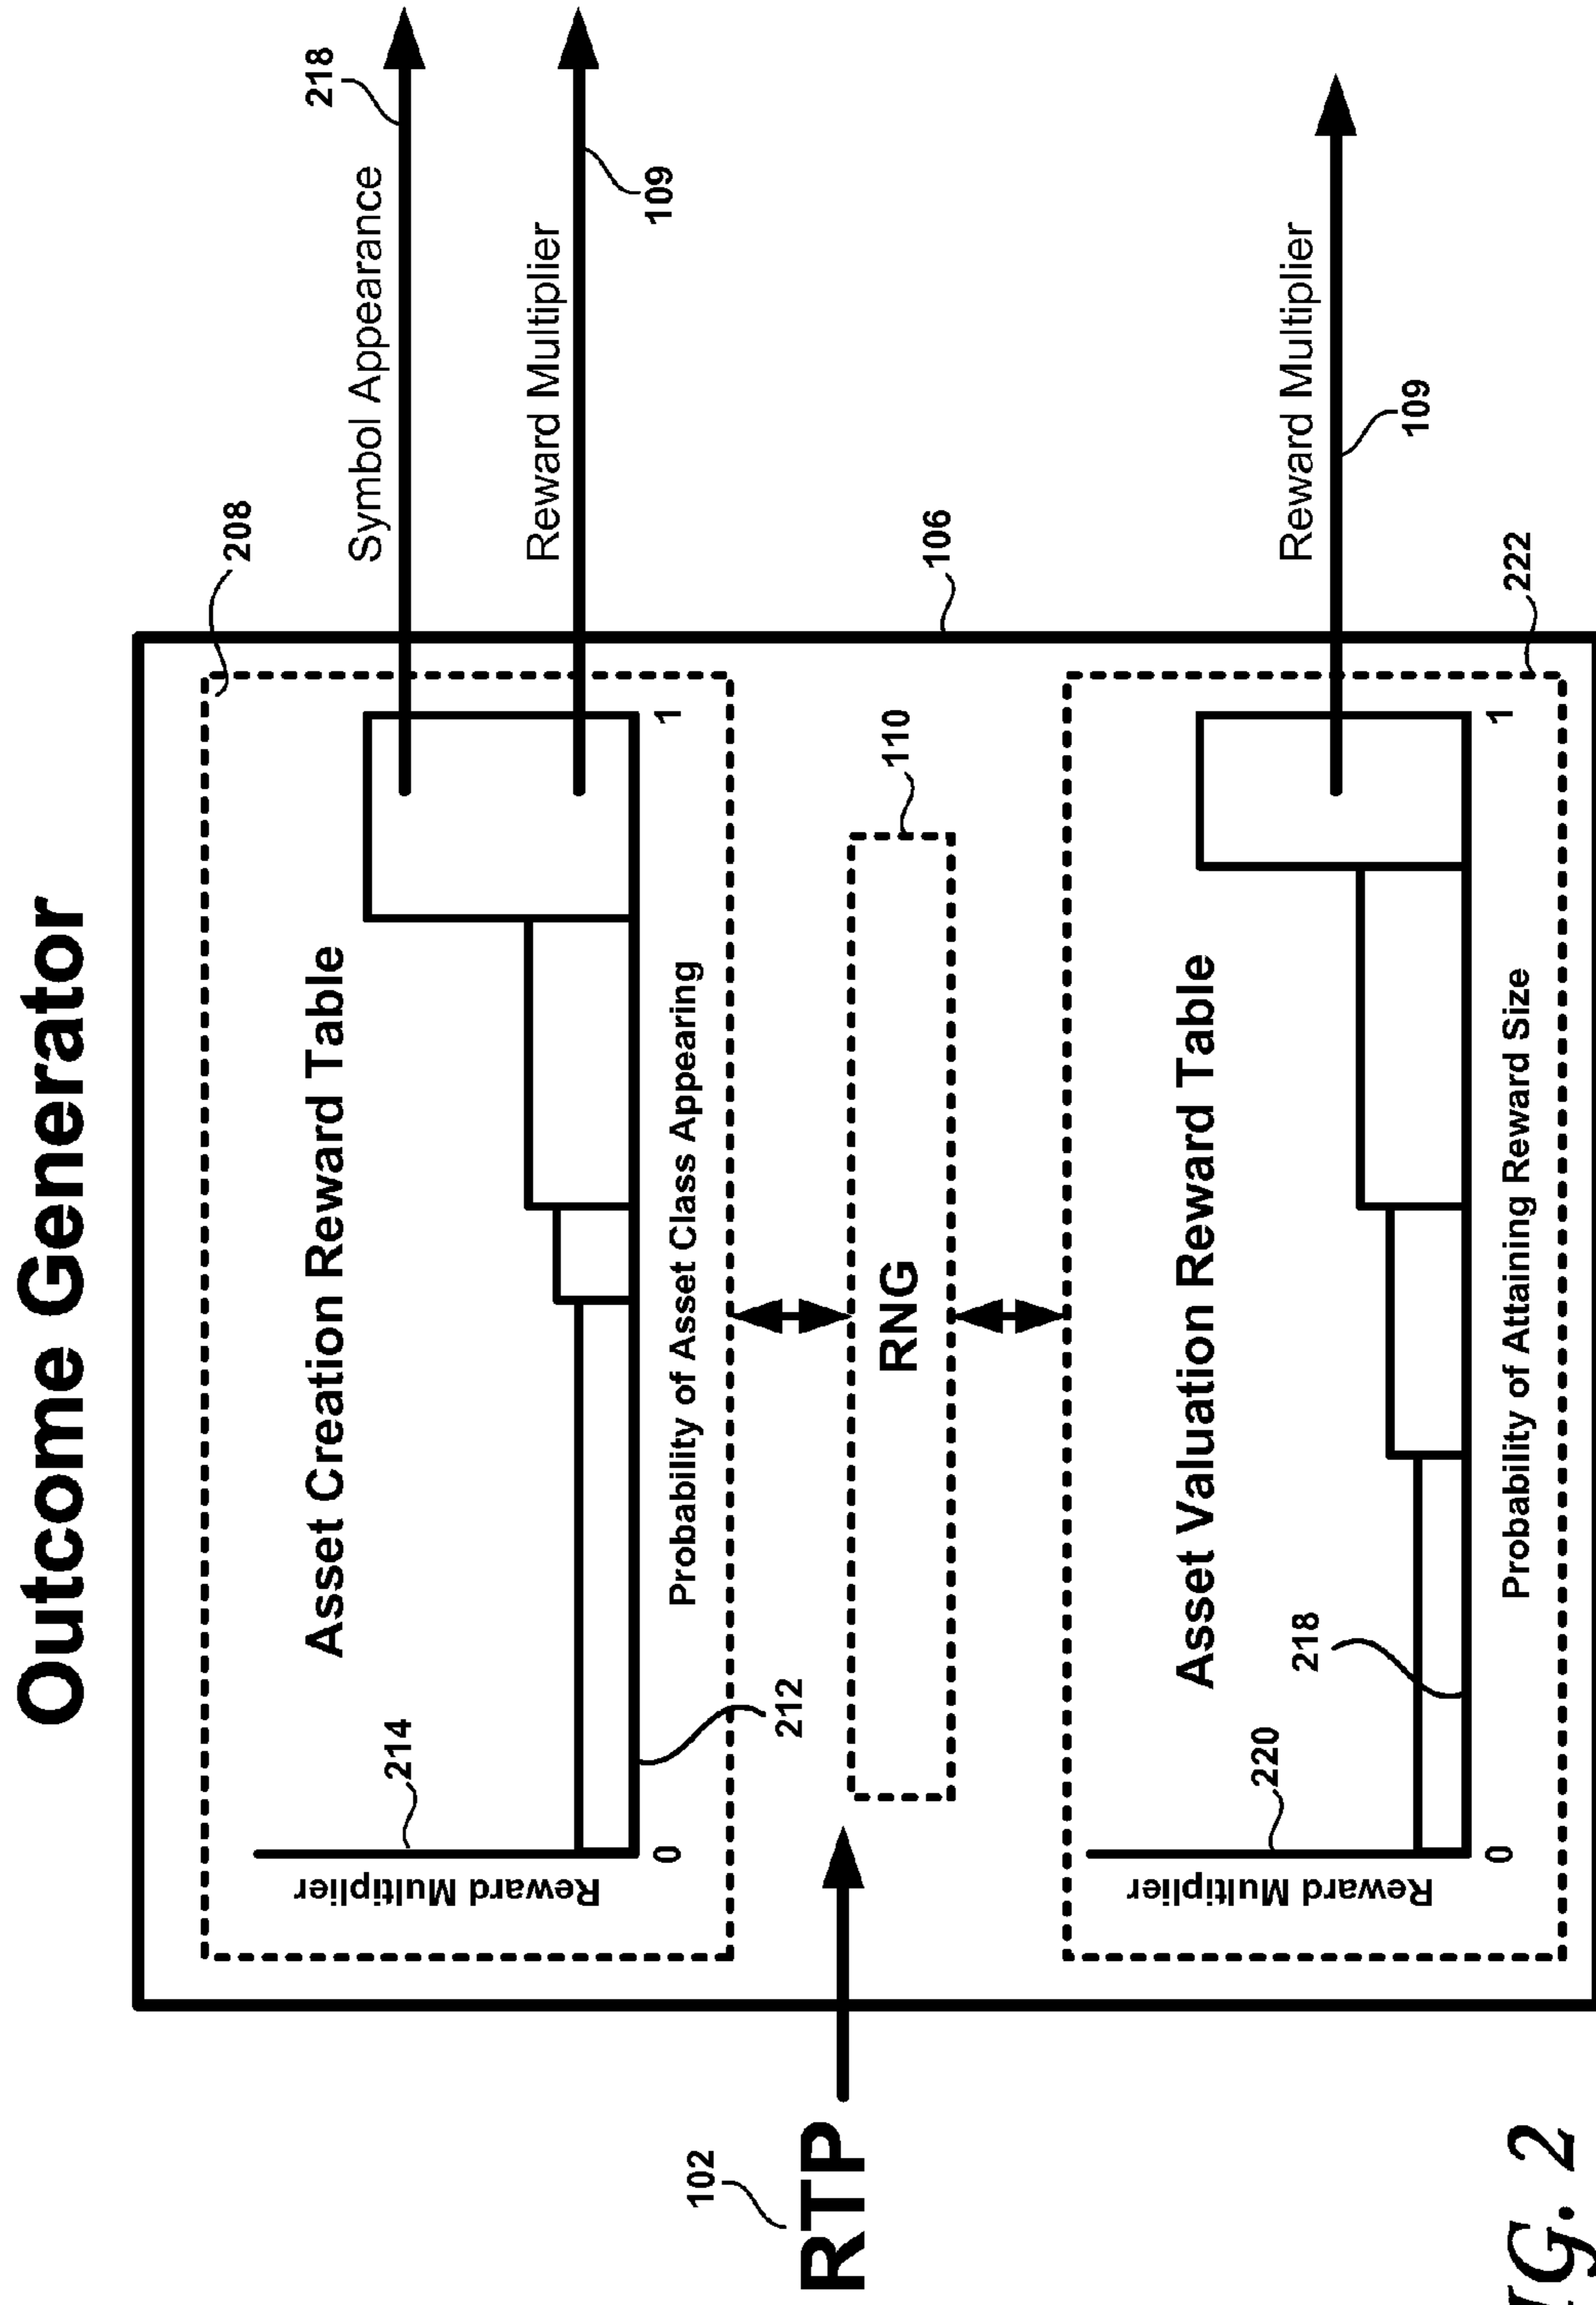 Outcome Generator
208
218
Symbol Appearance
Asset Creation Reward Table
214
Reward Multiplier
Reward Multiplier
109
0
1
Probability of Asset Class Appearing
212
110
106
102
RTP
RNG
Asset Valuation Reward Table
220
218
Reward Multiplier
Reward Multiplier
109
0
1
Probability of Attaining Reward Size
222
IG. 2